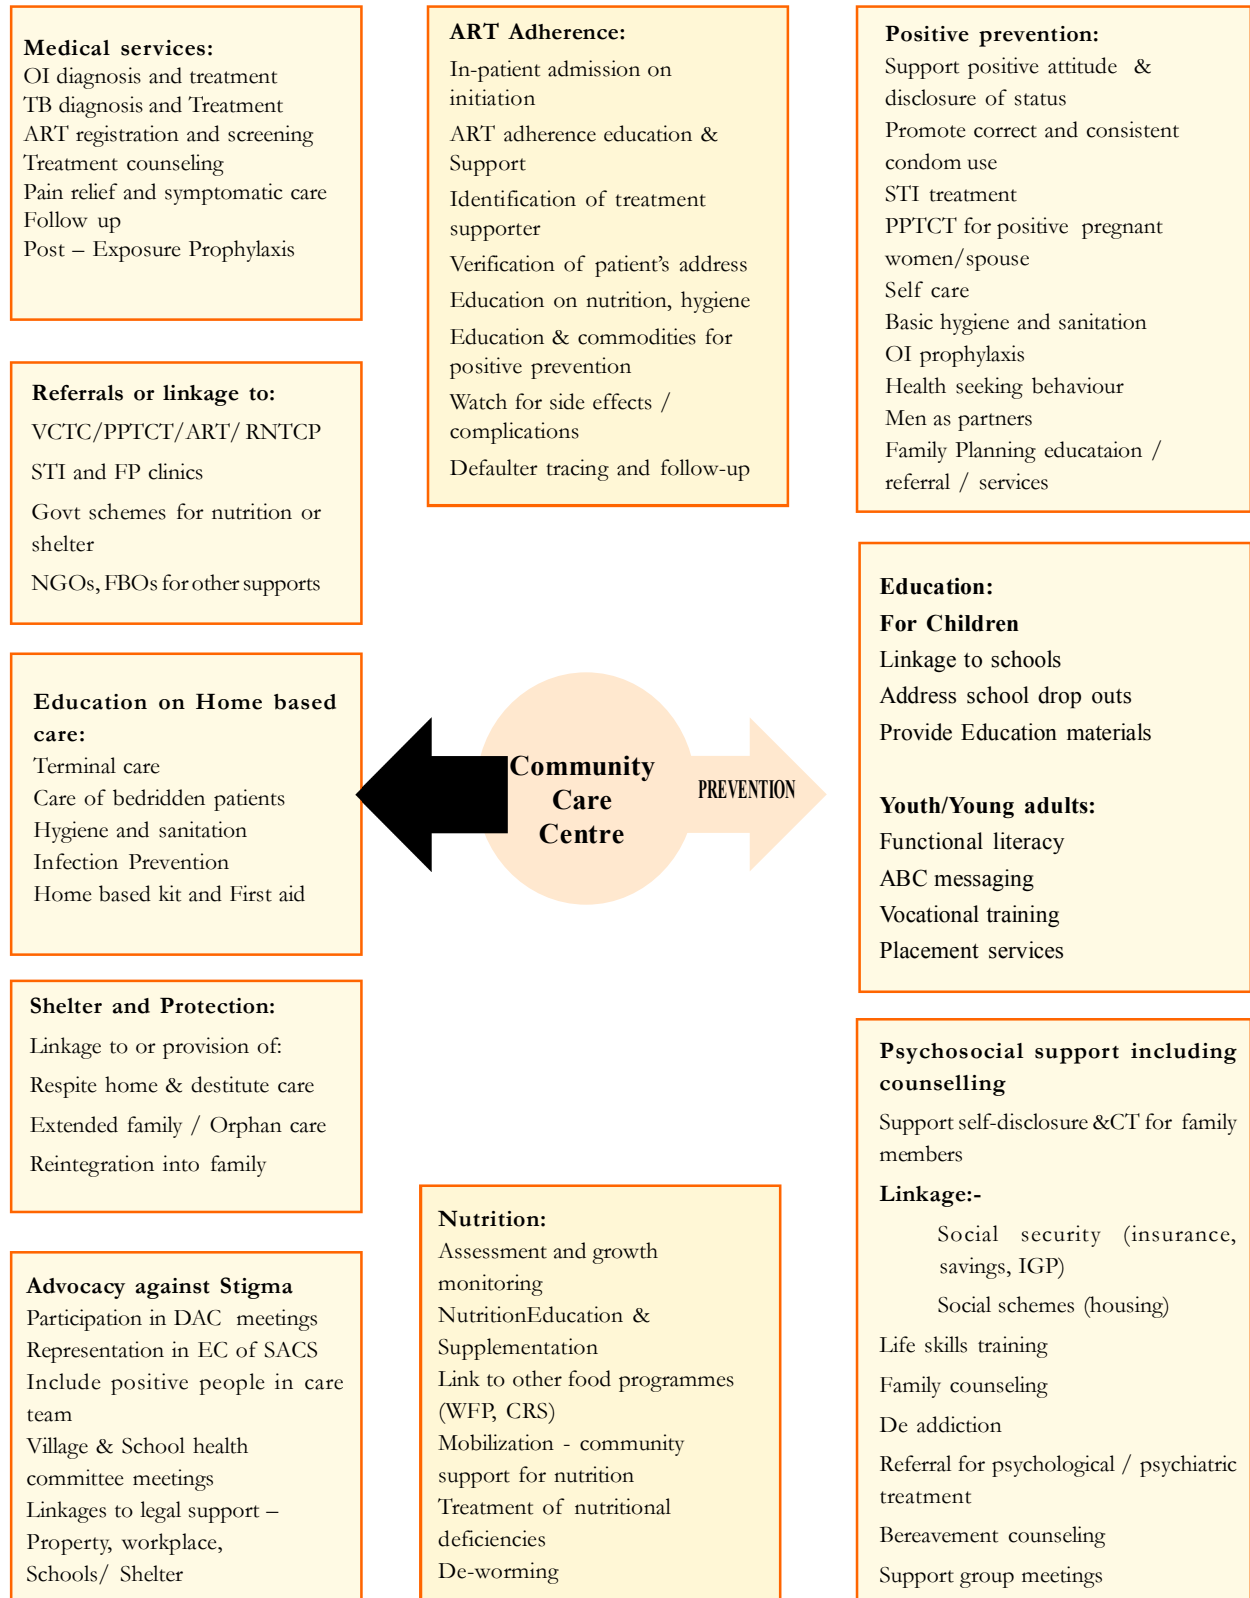 Medical services:
OI diagnosis and treatment
TB diagnosis and Treatment
ART registration and screening
Treatment counseling
Pain relief and symptomatic care
Follow up
Post – Exposure Prophylaxis
Referrals or linkage to:
VCTC/PPTCT/ART/ RNTCP
STI and FP clinics
Govt schemes for nutrition or
shelter
NGOs, FBOs for other supports
Education on Home based
care:
Terminal care
Care of bedridden patients
Hygiene and sanitation
Infection Prevention
Home based kit and First aid
Shelter and Protection:
Linkage to or provision of:
Respite home & destitute care
Extended family / Orphan care
Reintegration into family
Advocacy against Stigma
Participation in DAC meetings
Representation in EC of SACS
Include positive people in care
team
Village & School health
committee meetings
Linkages to legal support –
Property, workplace,
Schools/ Shelter
ART Adherence:
In-patient admission on
initiation
ART adherence education &
Support
Identification of treatment
supporter
Verification of patient's address
Education on nutrition, hygiene
Education & commodities for
positive prevention
Watch for side effects /
complications
Defaulter tracing and follow-up
Community
Care
Centre
PREVENTION
Nutrition:
Assessment and growth
monitoring
NutritionEducation &
Supplementation
Link to other food programmes
(WFP, CRS)
Mobilization - community
support for nutrition
Treatment of nutritional
deficiencies
De-worming
Positive prevention:
Support positive attitude &
disclosure of status
Promote correct and consistent
condom use
STI treatment
PPTCT for positive pregnant
women/spouse
Self care
Basic hygiene and sanitation
OI prophylaxis
Health seeking behaviour
Men as partners
Family Planning educataion /
referral / services
Education:
For Children
Linkage to schools
Address school drop outs
Provide Education materials
Youth/Young adults:
Functional literacy
ABC messaging
Vocational training
Placement services
Psychosocial support including
counselling
Support self-disclosure &CT for family
members
Linkage:-
Social security (insurance,
savings, IGP)
Social schemes (housing)
Life skills training
Family counseling
De addiction
Referral for psychological / psychiatric
treatment
Bereavement counseling
Support group meetings